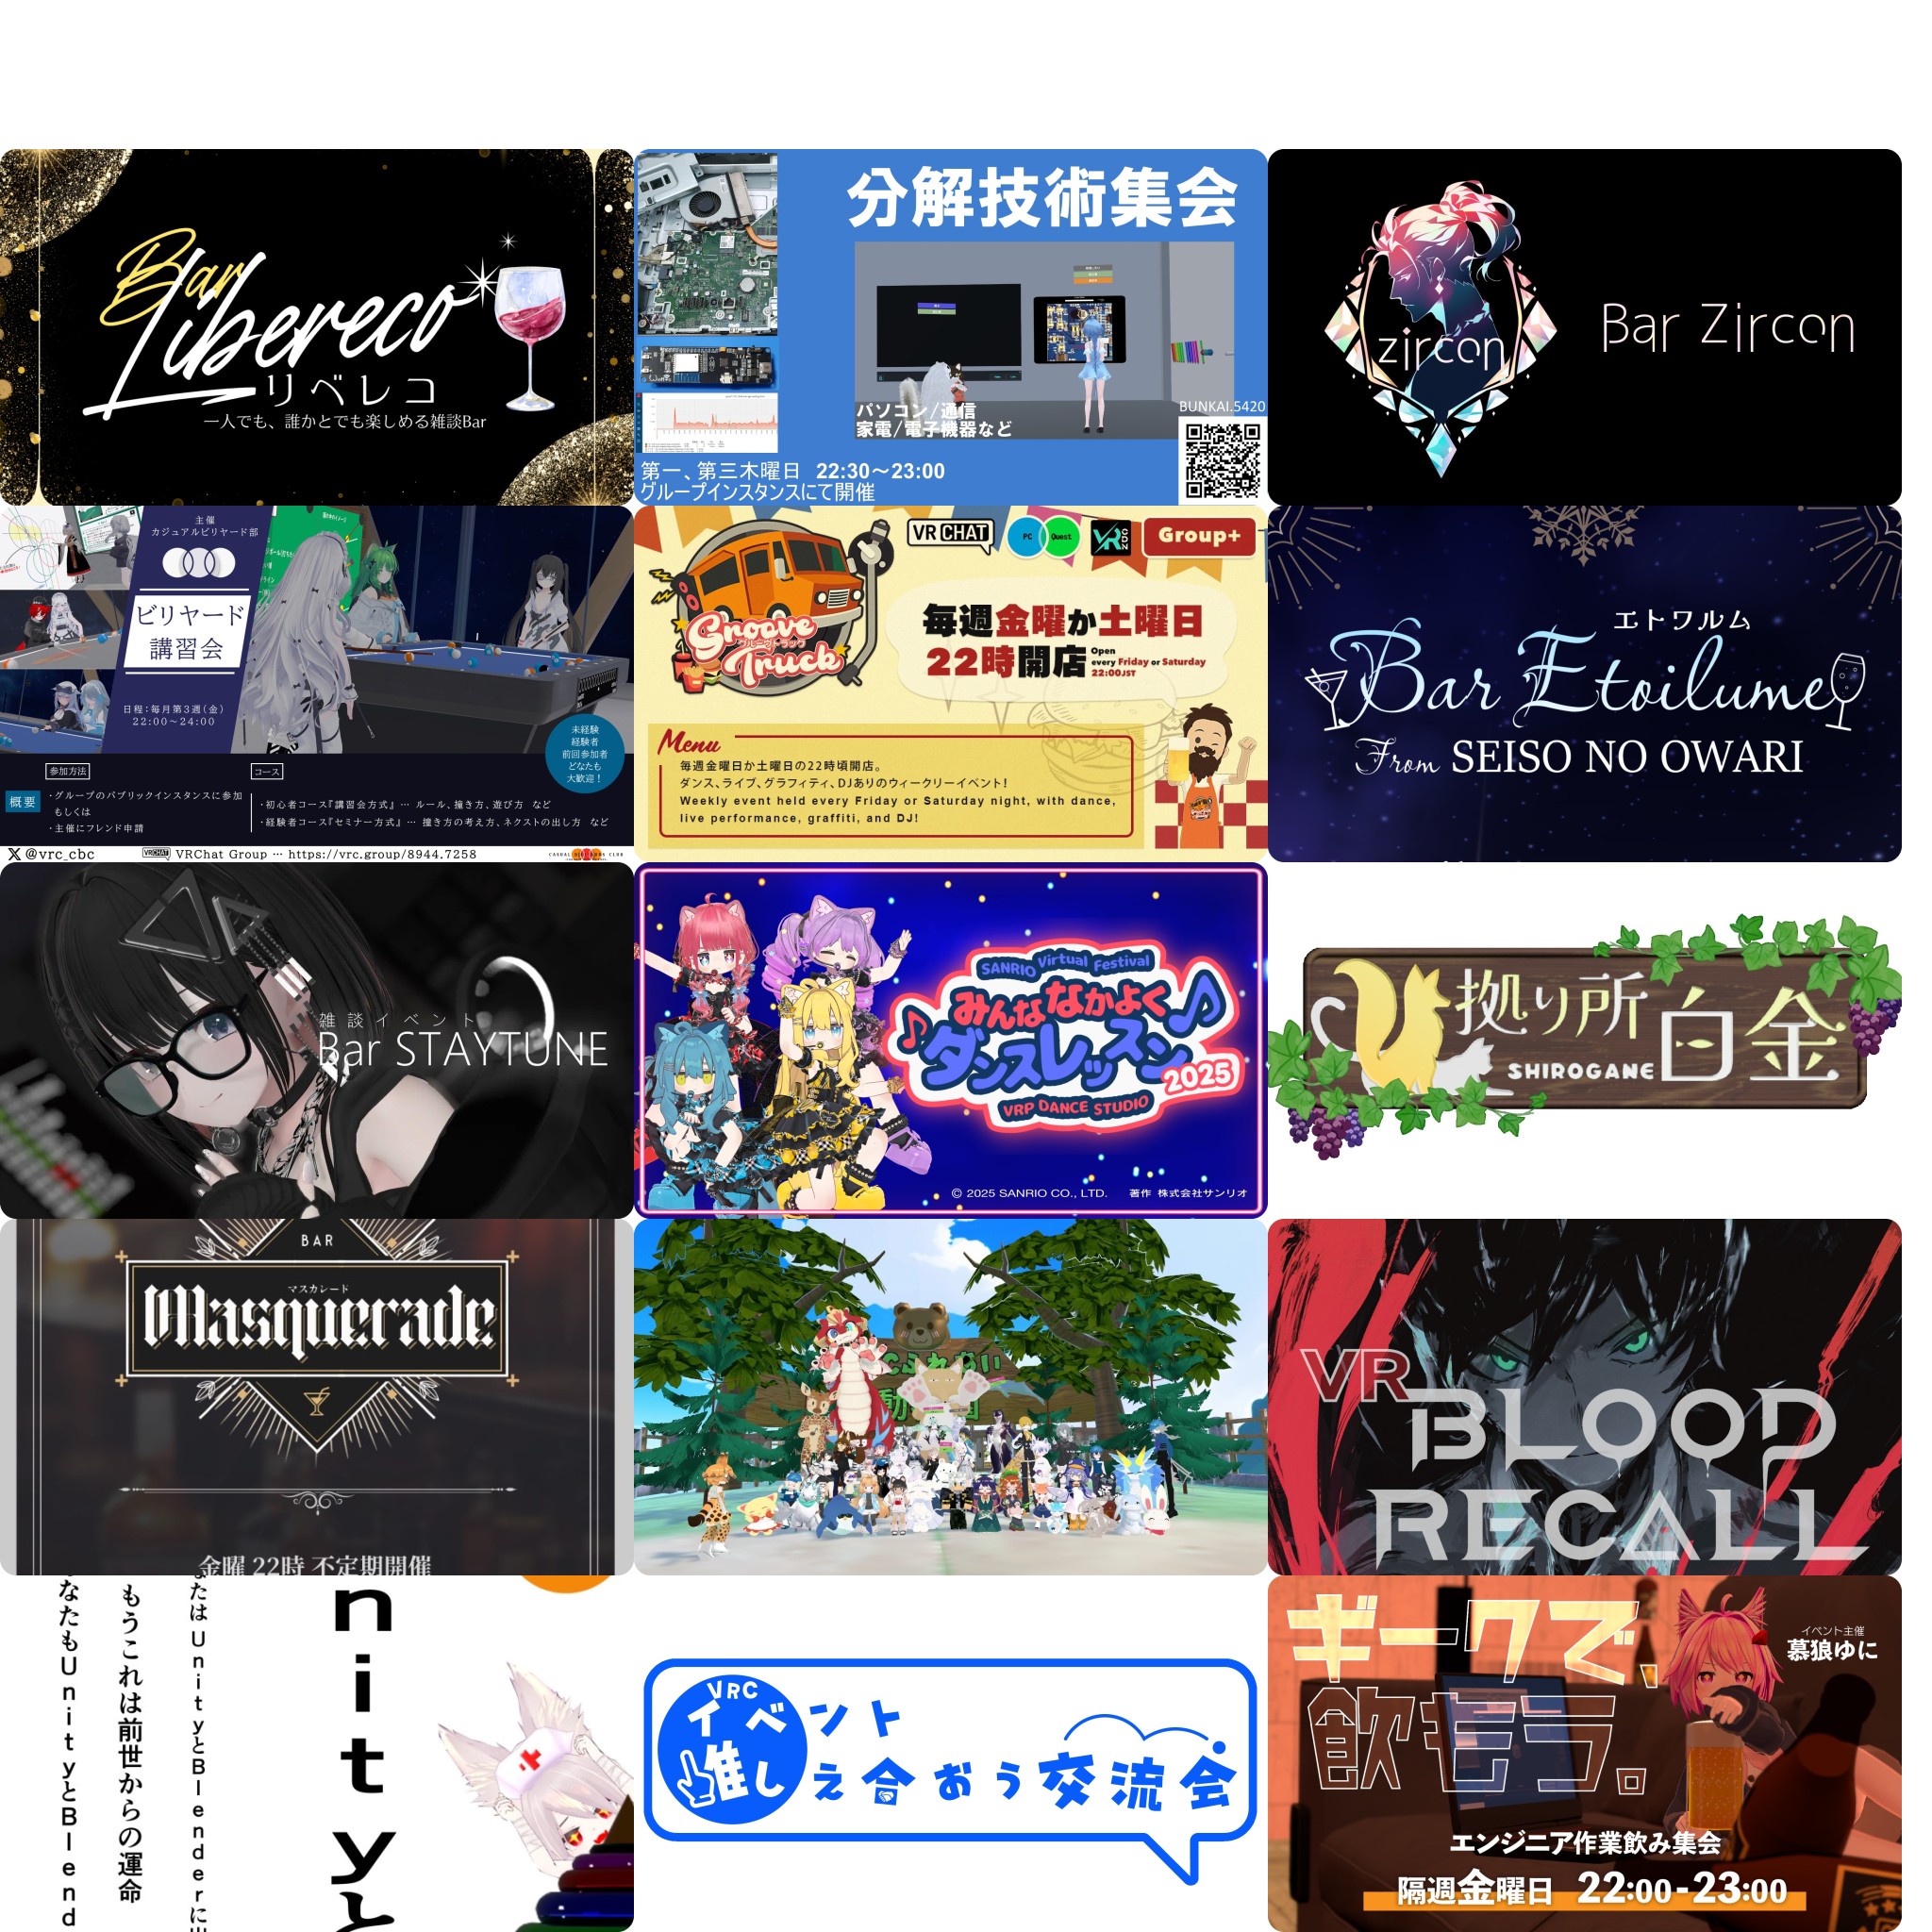 Bar
Libereco
リベレコ
一人でも、誰かとでも楽しめる雑談Bar
分解技術集会
パソコン/通信
家電/電子機器など
BUNKAI.5420
第一、第三木曜日 22:30～23:00
グループインスタンスにて開催
zircon
Bar Zircon
主催
カジュアルビリヤード部
ビリヤード
講習会
日程:毎月第3週(金)
22:00～24:00
未経験
経験者
前回参加者
どなたも
大歓迎！
参加方法
コース
概要
・グループのパブリックインスタンスに参加
もしくは
・主催にフレンド申請
・初心者コース『講習会方式』 … ルール、撞き方、遊び方 など
・経験者コース『セミナー方式』 … 撞き方の考え方、ネクストの出し方 など
@vrc_cbc
VRCHAT VRChat Group … https://vrc.group/8944.7258
VRCHAT
PC Quest
VR CDN
Group+
Groove
グルーヴトラック
Truck
毎週金曜か土曜日
22時開店
Open
every Friday or Saturday
22:00JST
Menu
毎週金曜日か土曜日の22時頃開店。
ダンス、ライブ、グラフィティ、DJありのウィークリーイベント!
Weekly event held every Friday or Saturday night, with dance,
live performance, graffiti, and DJ!
エトワルム
Bar Etoilume
From SEISO NO OWARI
雑談イベント
Bar STAYTUNE
SANRIO Virtual Festival
みんななかよく
ダンスレッスン
2025
VRP DANCE STUDIO
© 2025 SANRIO CO., LTD. 著作 株式会社サンリオ
拠り所
SHIROGANE
白金
BAR
マスカレード
Masquerade
金曜 22時 不定期開催
VR
BLOOD
RECALL
なたもUnityとBlend
もうこれは前世からの運命
たは UnityとBlenderに出
nityと
VRC
イベント
推しえ合おう交流会
ギークで、
飲もう。
イベント主催
慕狼ゆに
エンジニア作業飲み集会
隔週金曜日 22:00-23:00